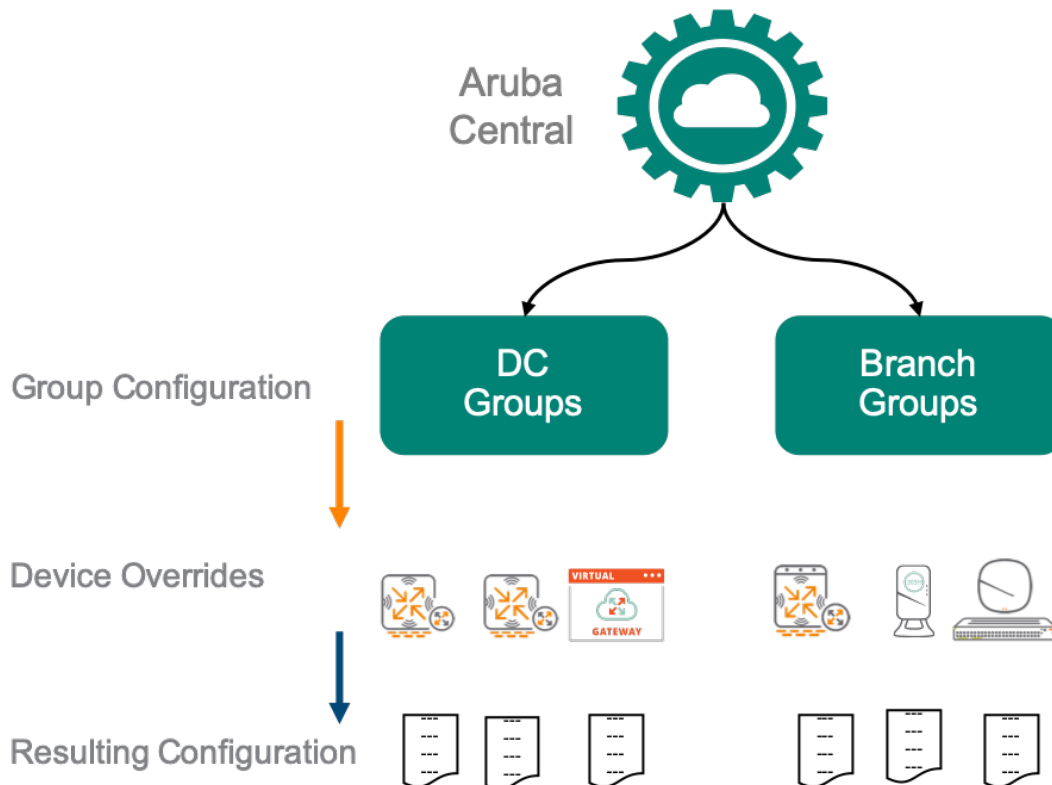 Aruba
Central
DC
Groups
Branch
Groups
Group Configuration
Device Overrides
VIRTUAL
GATEWAY
Resulting Configuration